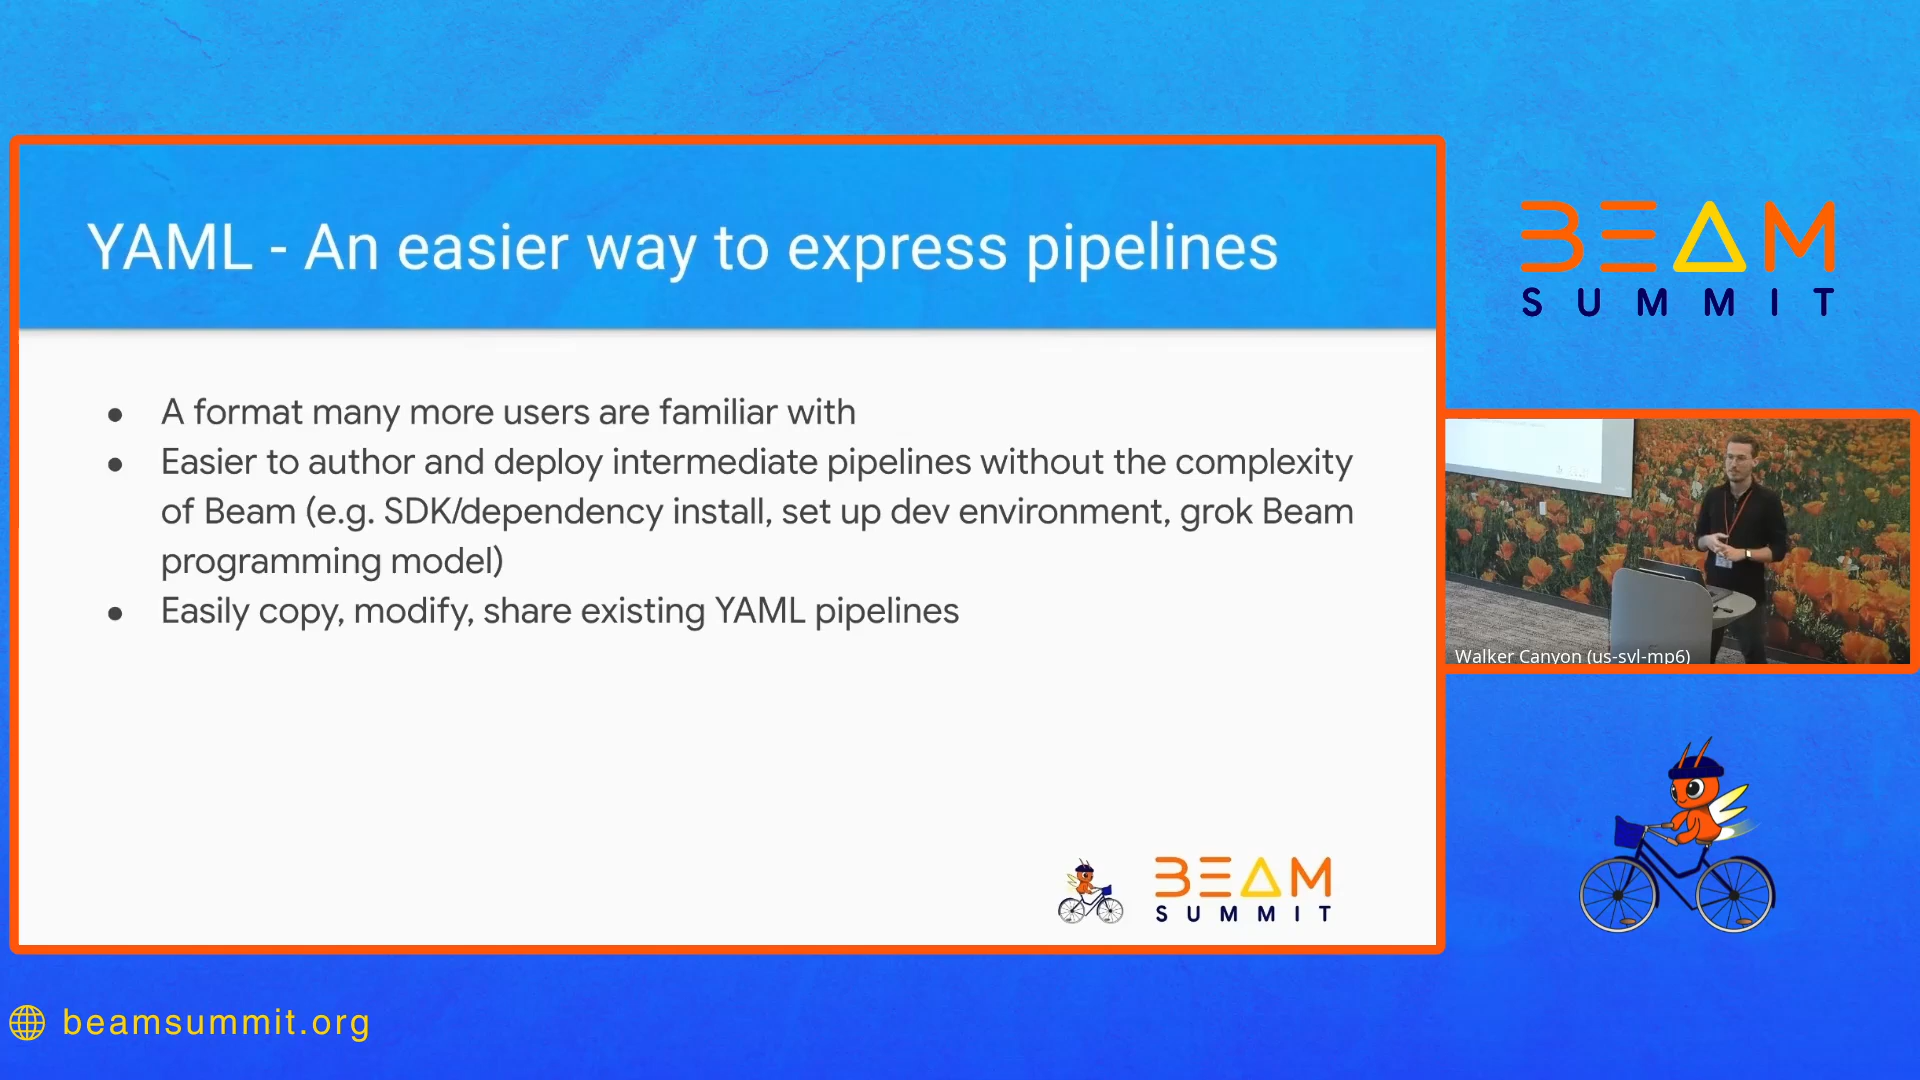 YAML - An easier way to express pipelines
● A format many more users are familiar with
● Easier to author and deploy intermediate pipelines without the complexity
of Beam (e.g. SDK/dependency install, set up dev environment, grok Beam
programming model)
● Easily copy, modify, share existing YAML pipelines
BEAM
SUMMIT
BEAM
SUMMIT
Walker Canyon (us-svl-mp6)
beamsummit.org